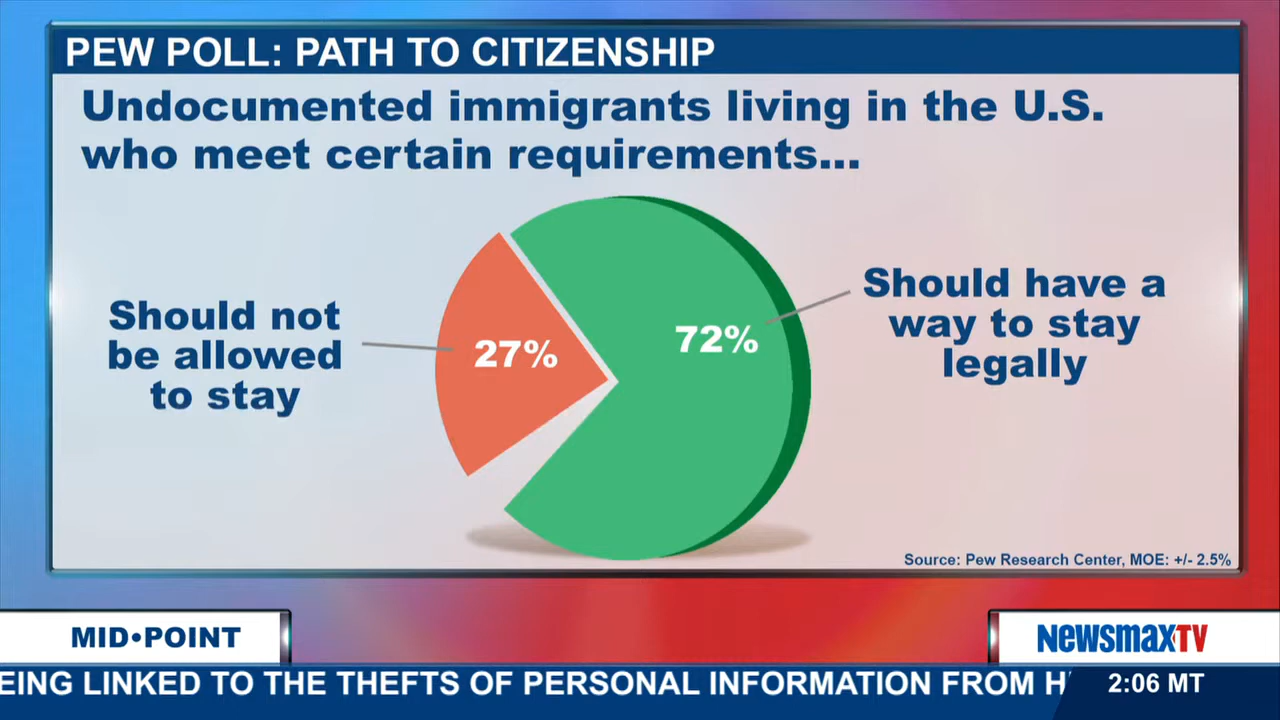 PEW POLL: PATH TO CITIZENSHIP
Undocumented immigrants living in the U.S.
who meet certain requirements...
Should not
be allowed
to stay
27%
72%
Should have a
way to stay
legally
Source: Pew Research Center, MOE: +/- 2.5%
MID•POINT
NEWSMAXTV
EING LINKED TO THE THEFTS OF PERSONAL INFORMATION FROM H
2:06 MT